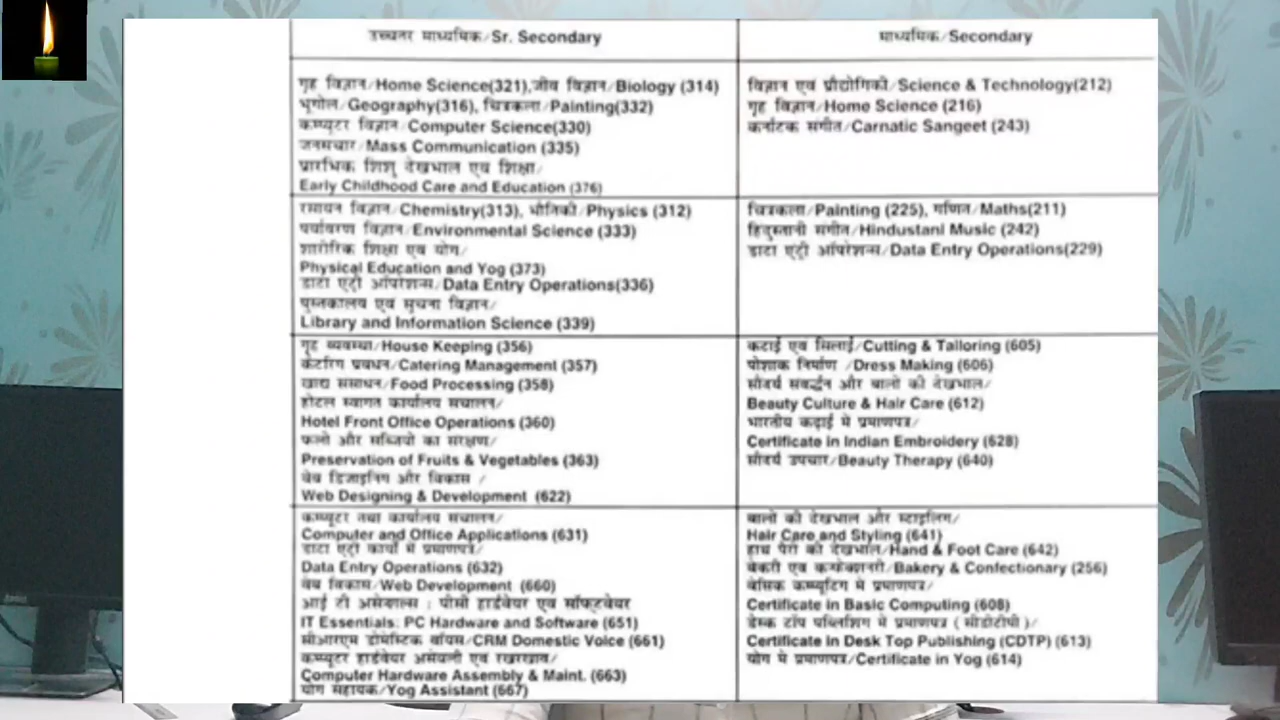 उच्चतर माध्यमिक/Sr. Secondary
माध्यमिक/Secondary
गृह विज्ञान/Home Science(321),जीव विज्ञान/Biology (314)
भूगोल/Geography(316), चित्रकला/Painting(332)
कम्प्यूटर विज्ञान/Computer Science(330)
जनसंचार/Mass Communication (335)
प्रारंभिक शिशु देखभाल एवं शिक्षा/
Early Childhood Care and Education (376)
विज्ञान एवं प्रौद्योगिकी/Science & Technology(212)
गृह विज्ञान/Home Science (216)
कर्नाटक संगीत/Carnatic Sangeet (243)
रसायन विज्ञान/Chemistry(313), भौतिकी/Physics (312)
पर्यावरण विज्ञान/Environmental Science (333)
शारीरिक शिक्षा एवं योग/
Physical Education and Yog (373)
डाटा एंट्री ऑपरेशन्स/Data Entry Operations(336)
पुस्तकालय एवं सूचना विज्ञान/
Library and Information Science (339)
चित्रकला/Painting (225), गणित/Maths(211)
हिंदुस्तानी संगीत/Hindustani Music (242)
डाटा एंट्री ऑपरेशन्स/Data Entry Operations(229)
गृह व्यवस्था/House Keeping (356)
कैटरिंग प्रबंधन/Catering Management (357)
खाद्य संसाधन/Food Processing (358)
होटल स्वागत कार्यालय संचालन/
Hotel Front Office Operations (360)
फलों और सब्जियों का संरक्षण/
Preservation of Fruits & Vegetables (363)
वेब डिजाइनिंग और विकास /
Web Designing & Development (622)
कटाई एवं सिलाई/Cutting & Tailoring (605)
पोशाक निर्माण /Dress Making (606)
सौंदर्य संवर्द्धन और बालों की देखभाल/
Beauty Culture & Hair Care (612)
भारतीय कढ़ाई में प्रमाणपत्र/
Certificate in Indian Embroidery (628)
सौंदर्य उपचार/Beauty Therapy (640)
कम्प्यूटर तथा कार्यालय संचालन/
Computer and Office Applications (631)
डाटा एंट्री कार्यों में प्रमाणपत्र/
Data Entry Operations (632)
वेब विकास/Web Development (660)
आई टी असेन्शल्स : पीसी हार्डवेयर एवं सॉफ्टवेयर
IT Essentials: PC Hardware and Software (651)
सीआरएम डोमेस्टिक वॉयस/CRM Domestic Voice (661)
कम्प्यूटर हार्डवेयर असेंबली एवं रखरखाव/
Computer Hardware Assembly & Maint. (663)
योग सहायक/Yog Assistant (667)
बालों की देखभाल और स्टाइलिंग/
Hair Care and Styling (641)
हाथ पैरों की देखभाल/Hand & Foot Care (642)
बेकरी एवं कन्फेक्शनरी/Bakery & Confectionary (256)
बेसिक कम्प्यूटिंग में प्रमाणपत्र/
Certificate in Basic Computing (608)
डेस्क टॉप पब्लिशिंग में प्रमाणपत्र (सीडीटीपी)/
Certificate in Desk Top Publishing (CDTP) (613)
योग में प्रमाणपत्र/Certificate in Yog (614)